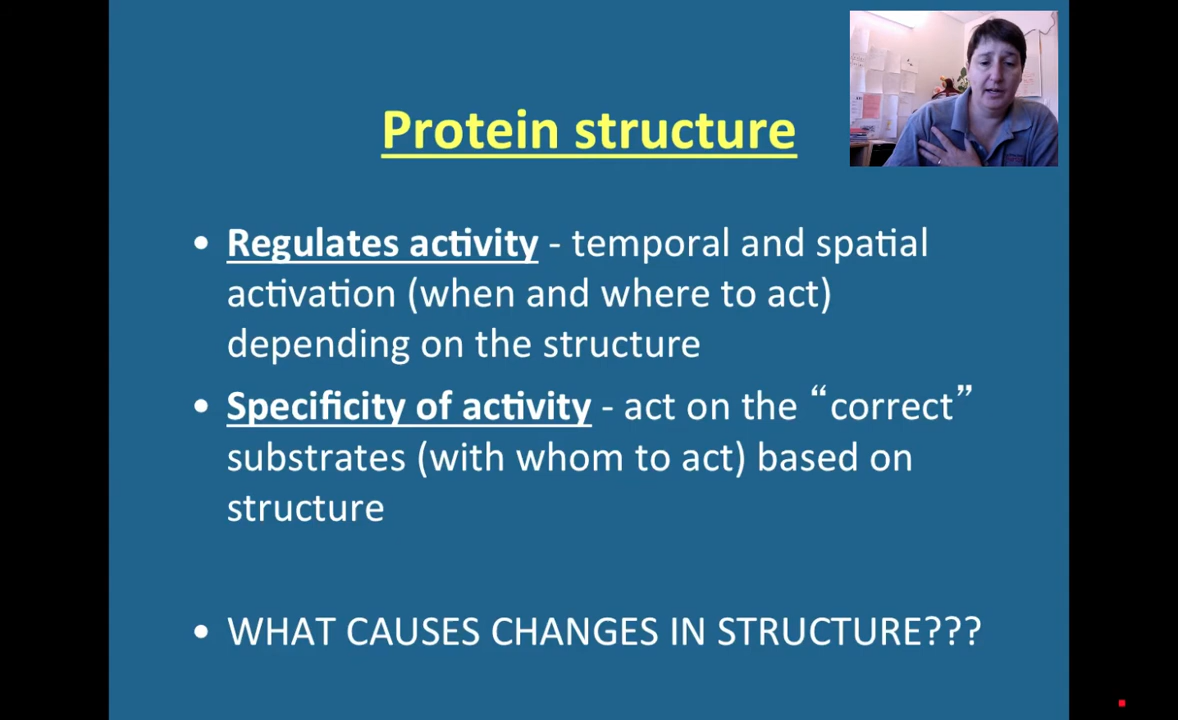 Protein structure
• Regulates activity - temporal and spatial
activation (when and where to act)
depending on the structure
• Specificity of activity - act on the “correct”
substrates (with whom to act) based on
structure
• WHAT CAUSES CHANGES IN STRUCTURE???